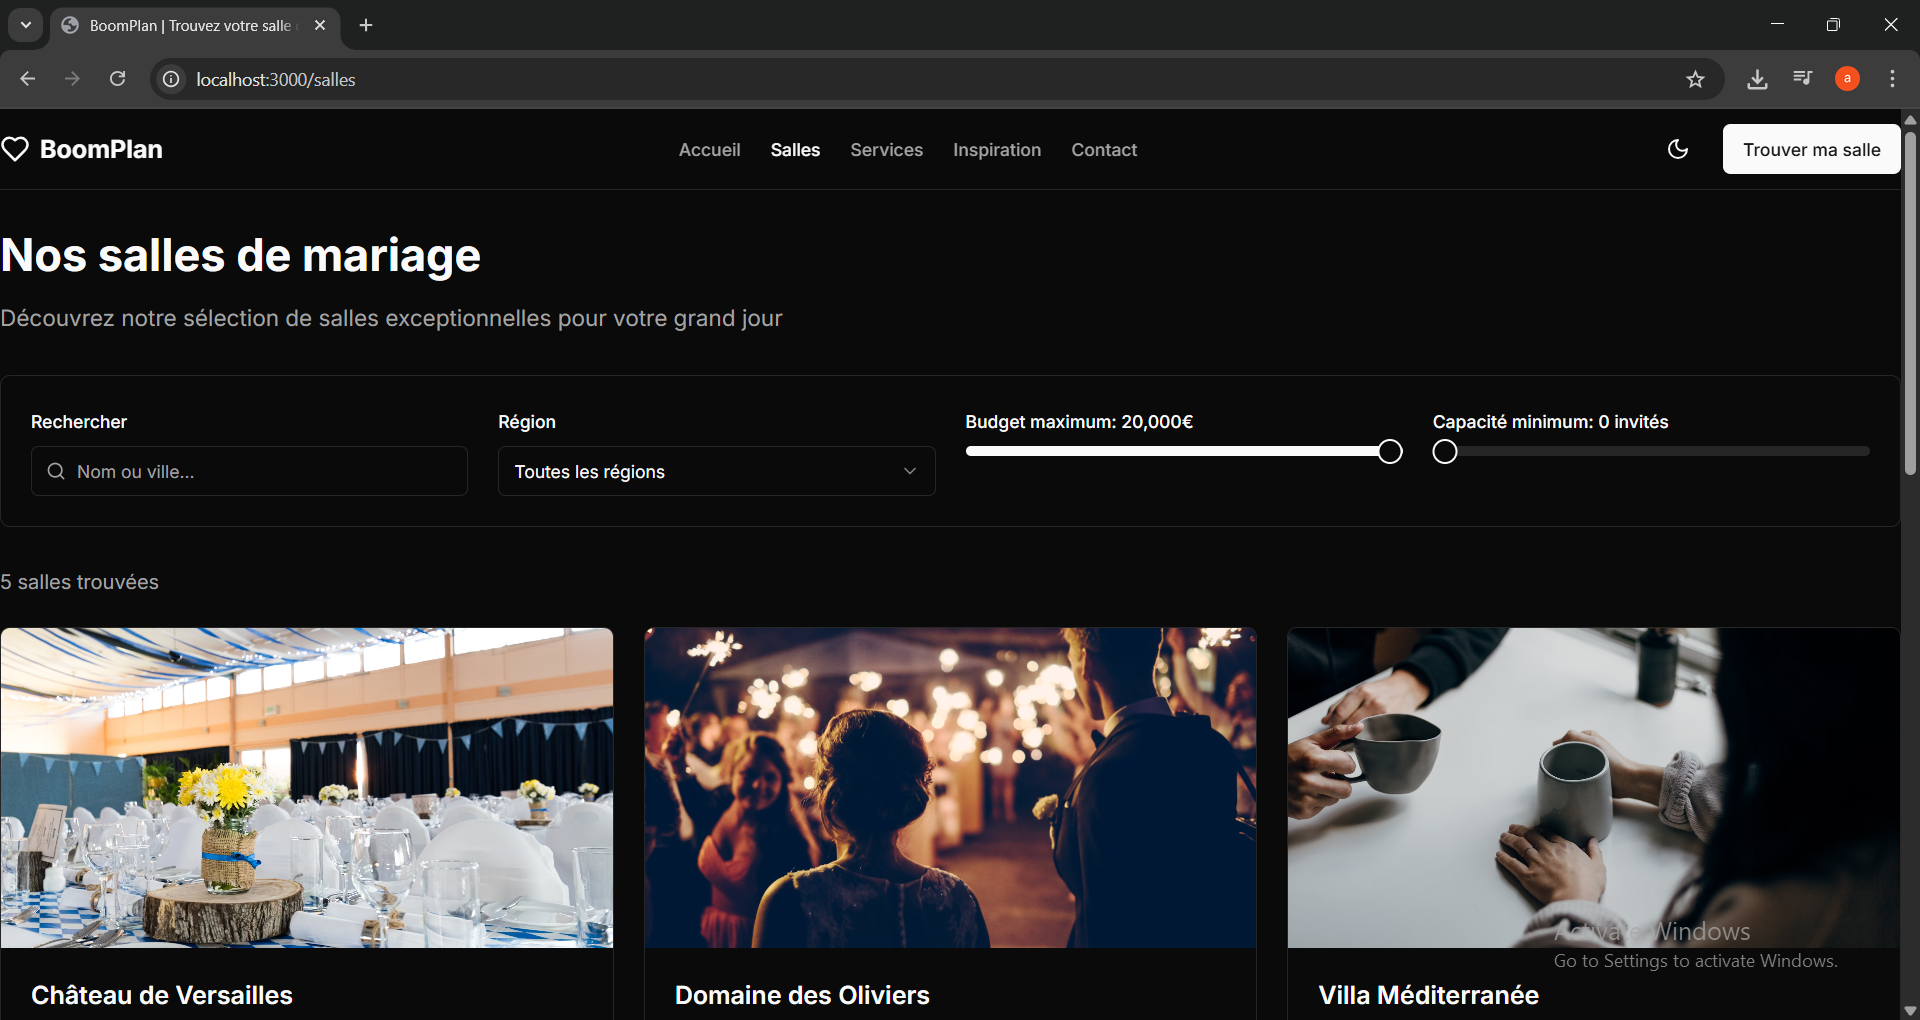 BoomPlan | Trouvez votre salle
localhost:3000/salles
a
BoomPlan
Accueil
Salles
Services
Inspiration
Contact
Trouver ma salle
Nos salles de mariage
Découvrez notre sélection de salles exceptionnelles pour votre grand jour
Rechercher
Région
Budget maximum: 20,000€
Capacité minimum: 0 invités
Nom ou ville...
Toutes les régions
5 salles trouvées
Activate Windows
Go to Settings to activate Windows.
Château de Versailles
Domaine des Oliviers
Villa Méditerranée